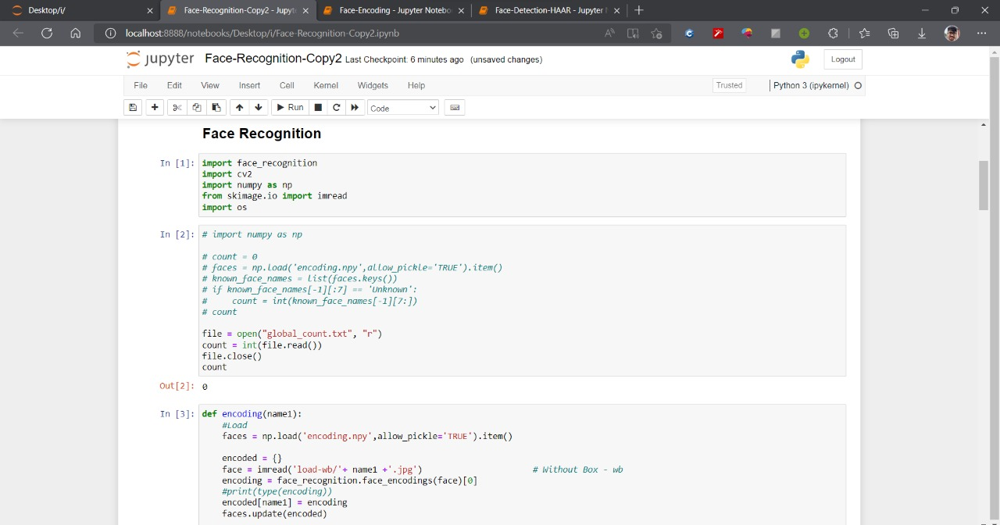 Desktop/i/
Face-Recognition-Copy2 - Jupyt
Face-Encoding - Jupyter Notebo
Face-Detection-HAAR - Jupyter
localhost:8888/notebooks/Desktop/i/Face-Recognition-Copy2.ipynb
jupyter Face-Recognition-Copy2 Last Checkpoint: 6 minutes ago (unsaved changes)
Logout
File Edit View Insert Cell Kernel Widgets Help
Trusted Python 3 (ipykernel)
Run
Code
Face Recognition
In [1]: import face_recognition
import cv2
import numpy as np
from skimage.io import imread
import os
In [2]: # import numpy as np
# count = 0
# faces = np.load('encoding.npy',allow_pickle='TRUE').item()
# known_face_names = list(faces.keys())
# if known_face_names[-1][:7] == 'Unknown':
#     count = int(known_face_names[-1][7:])
# count
file = open("global_count.txt", "r")
count = int(file.read())
file.close()
count
Out[2]: 0
In [3]: def encoding(name1):
#Load
faces = np.load('encoding.npy',allow_pickle='TRUE').item()
encoded = {}
face = imread('load-wb/'+ name1 +'.jpg') # Without Box - wb
encoding = face_recognition.face_encodings(face)[0]
#print(type(encoding))
encoded[name1] = encoding
faces.update(encoded)